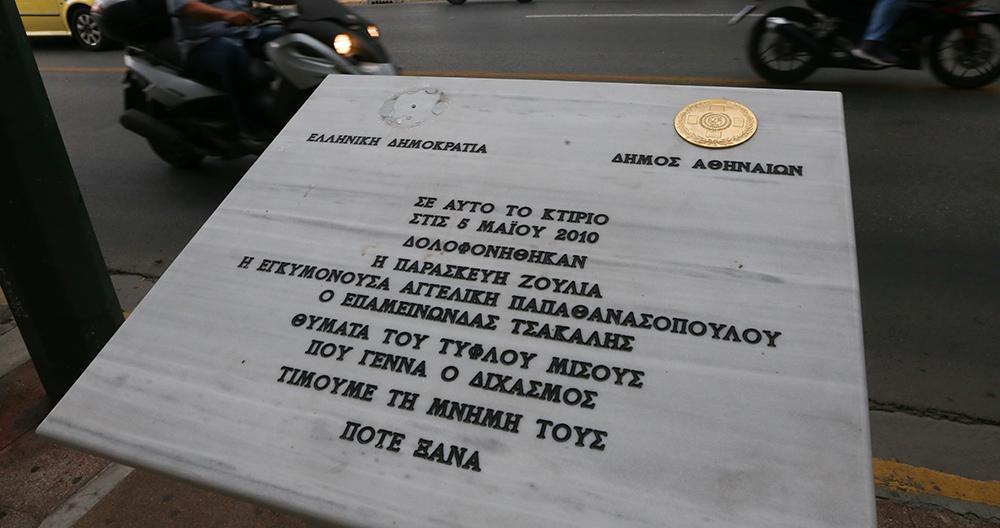 ΕΛΛΗΝΙΚΗ ΔΗΜΟΚΡΑΤΙΑ
ΔΗΜΟΣ ΑΘΗΝΑΙΩΝ
ΣΕ ΑΥΤΟ ΤΟ ΚΤΙΡΙΟ
ΣΤΙΣ 5 ΜΑΪΟΥ 2010
ΔΟΛΟΦΟΝΗΘΗΚΑΝ
Η ΠΑΡΑΣΚΕΥΗ ΖΟΥΛΙΑ
Η ΕΓΚΥΜΟΝΟΥΣΑ ΑΓΓΕΛΙΚΗ ΠΑΠΑΘΑΝΑΣΟΠΟΥΛΟΥ
Ο ΕΠΑΜΕΙΝΩΝΔΑΣ ΤΣΑΚΑΛΗΣ
ΘΥΜΑΤΑ ΤΟΥ ΤΥΦΛΟΥ ΜΙΣΟΥΣ
ΠΟΥ ΓΕΝΝΑ Ο ΔΙΧΑΣΜΟΣ
ΤΙΜΟΥΜΕ ΤΗ ΜΝΗΜΗ ΤΟΥΣ
ΠΟΤΕ ΞΑΝΑ